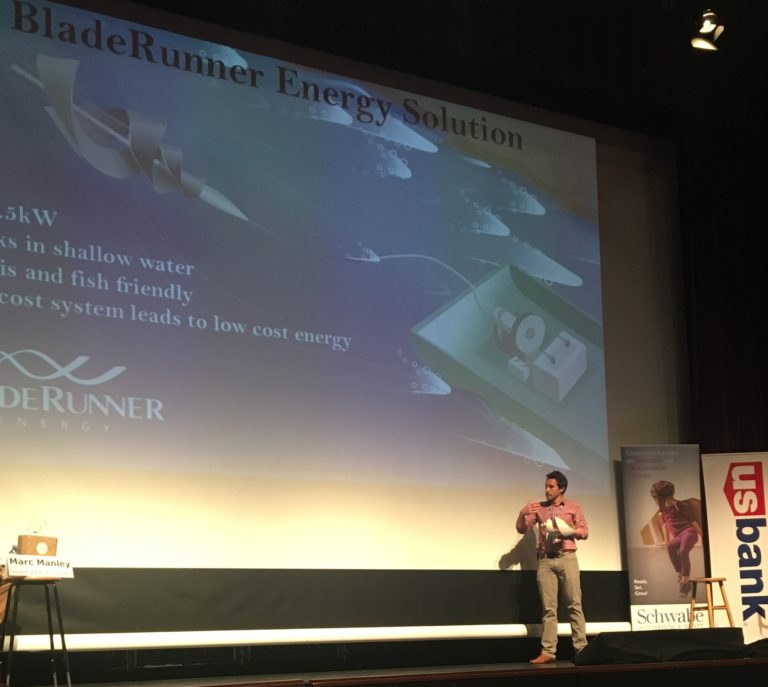 BladeRunner Energy Solution
.5kW
ks in shallow water
is and fish friendly
cost system leads to low cost energy
DERUNNER
ENERGY
Marc Manley
Ready.
Set.
Grow!
Schwabe
usbank